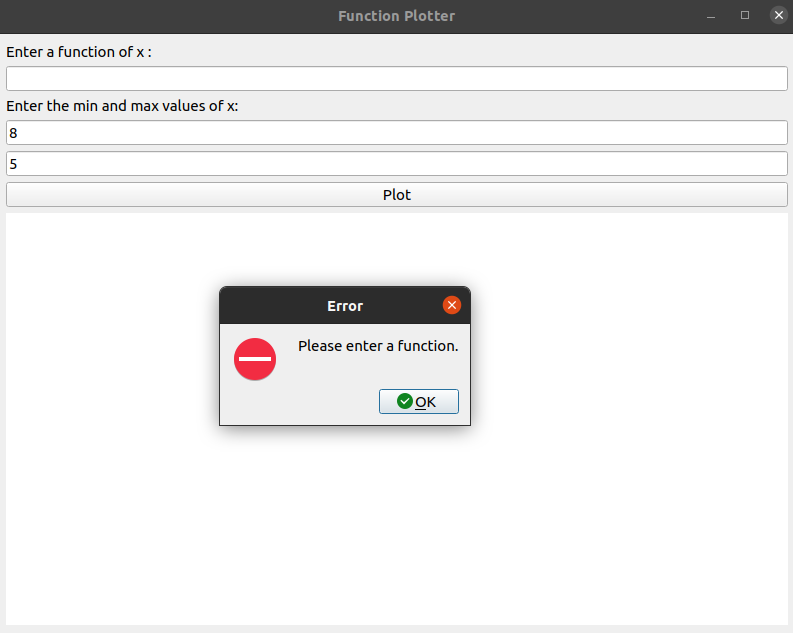 Function Plotter
Enter a function of x :
Enter the min and max values of x:
8
5
Plot
Error
Please enter a function.
OK